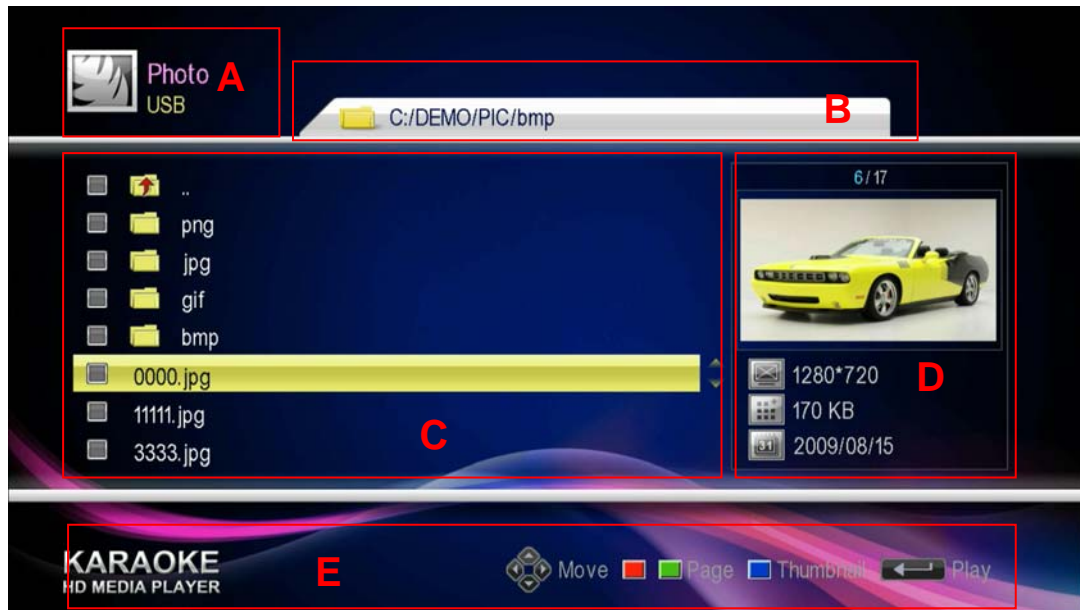 Photo A
USB
B
C:/DEMO/PIC/bmp
6/17
..
png
jpg
gif
bmp
0000.jpg
11111.jpg
3333.jpg
C
1280*720
D
170 KB
31
2009/08/15
KARAOKE
HD MEDIA PLAYER
E
Move Page Thumbnail Play